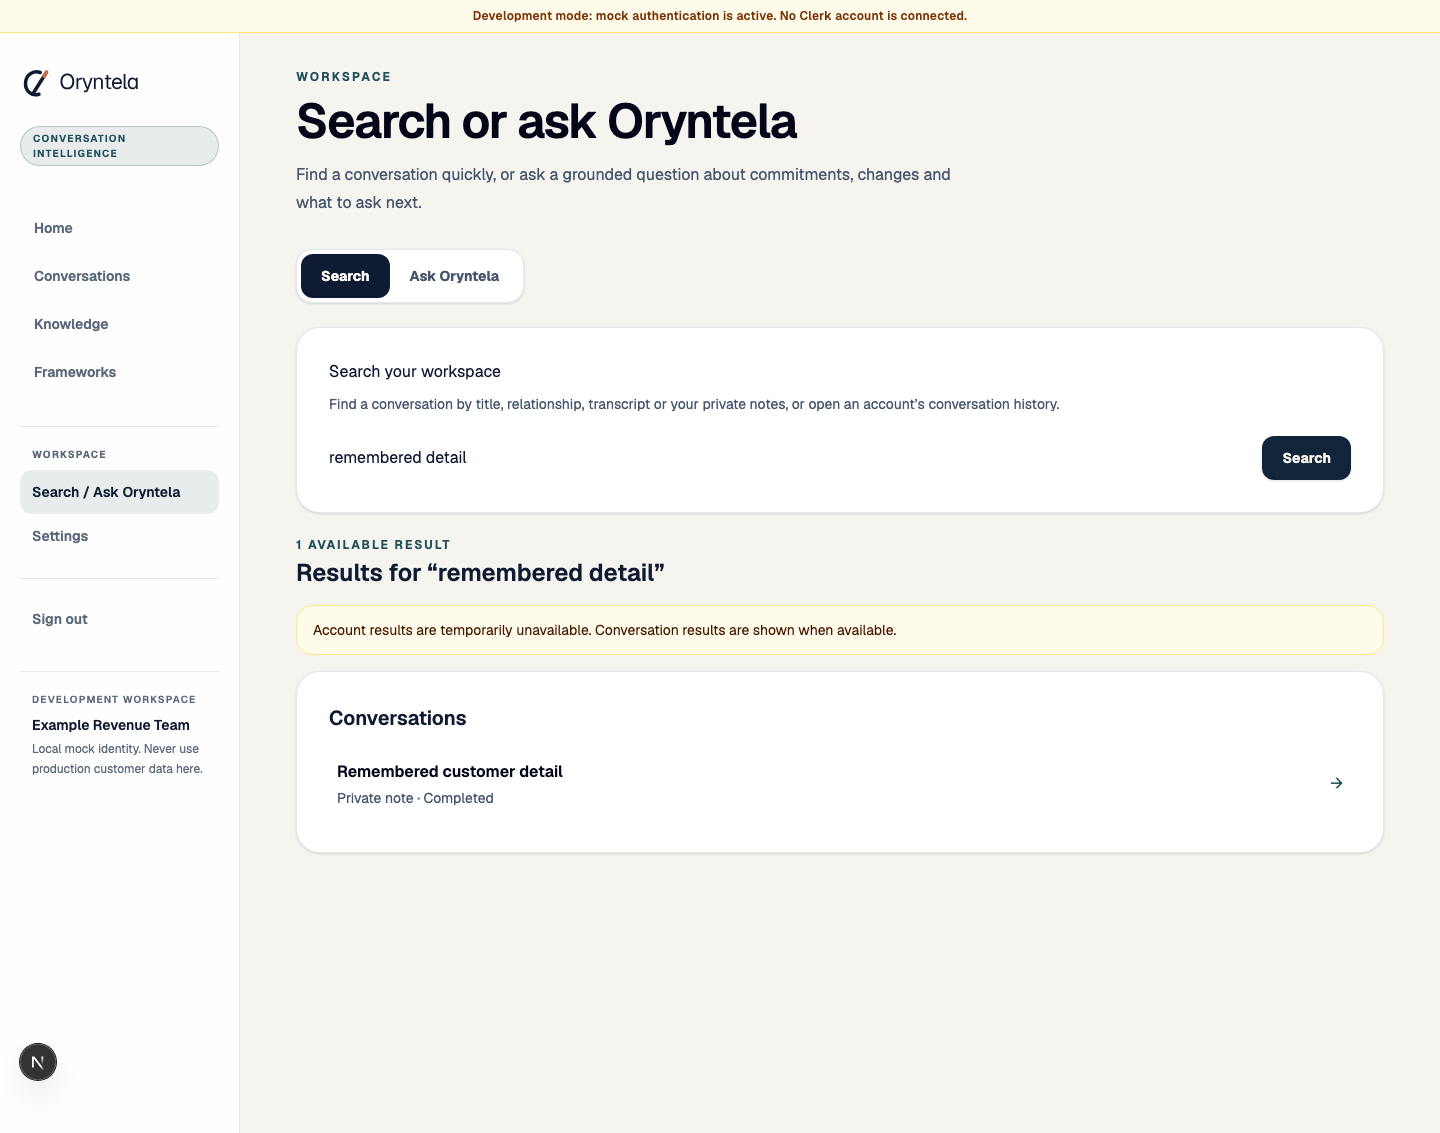 Development mode: mock authentication is active. No Clerk account is connected.
Oryntela
CONVERSATION
INTELLIGENCE
Home
Conversations
Knowledge
Frameworks
WORKSPACE
Search / Ask Oryntela
Settings
Sign out
DEVELOPMENT WORKSPACE
Example Revenue Team
Local mock identity. Never use
production customer data here.
N
WORKSPACE
Search or ask Oryntela
Find a conversation quickly, or ask a grounded question about commitments, changes and
what to ask next.
Search Ask Oryntela
Search your workspace
Find a conversation by title, relationship, transcript or your private notes, or open an account’s conversation history.
remembered detail Search
1 AVAILABLE RESULT
Results for “remembered detail”
Account results are temporarily unavailable. Conversation results are shown when available.
Conversations
Remembered customer detail
Private note · Completed